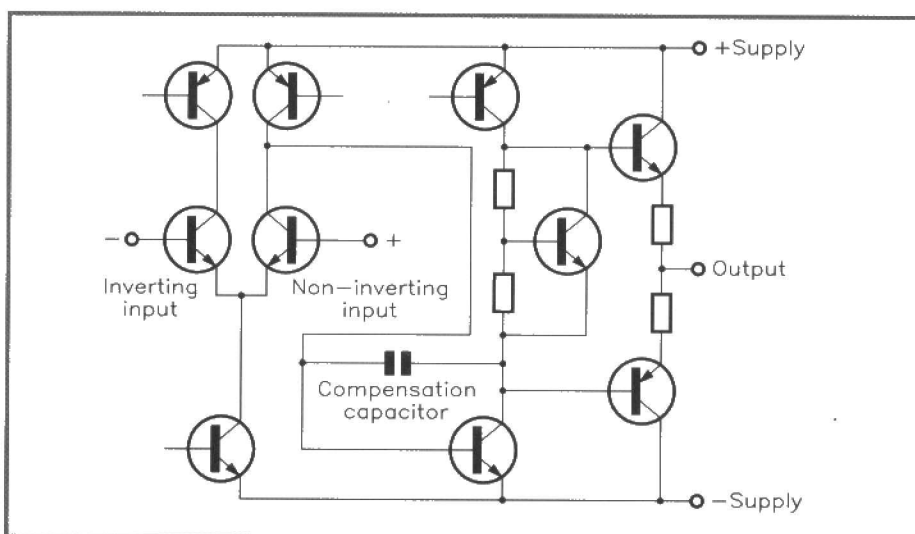 +Supply
−
+
Inverting
input
Non−inverting
input
Output
Compensation
capacitor
−Supply